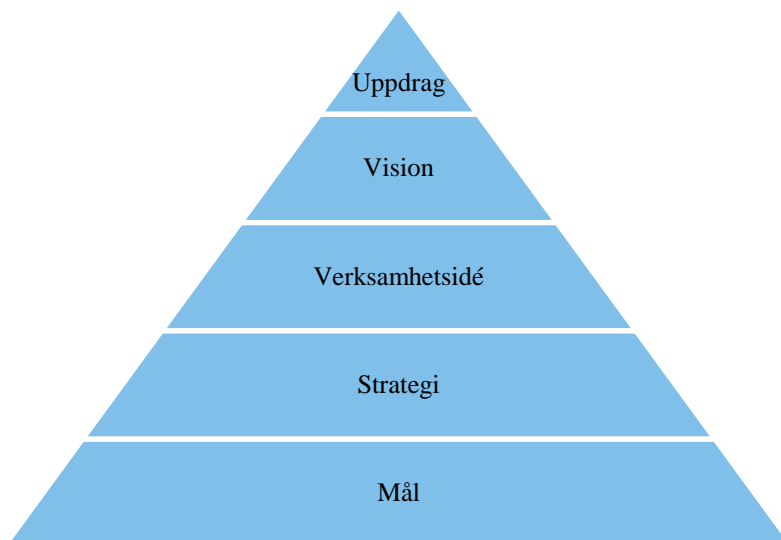 Uppdrag
Vision
Verksamhetsidé
Strategi
Mål